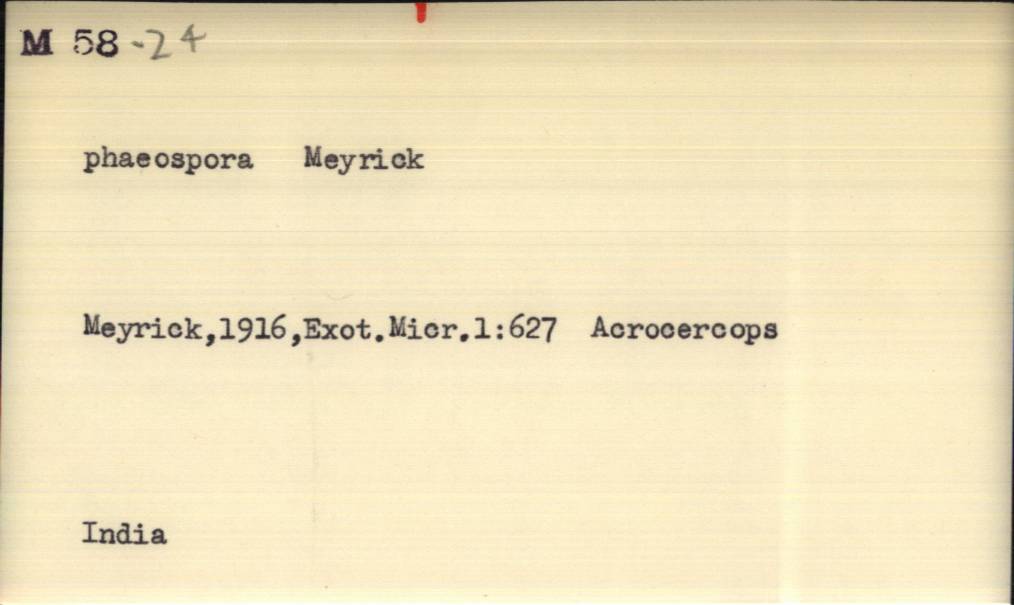 M 58 -24
phaeospora Meyrick
Meyrick,1916,Exot.Micr.1:627 Acrocercops
India